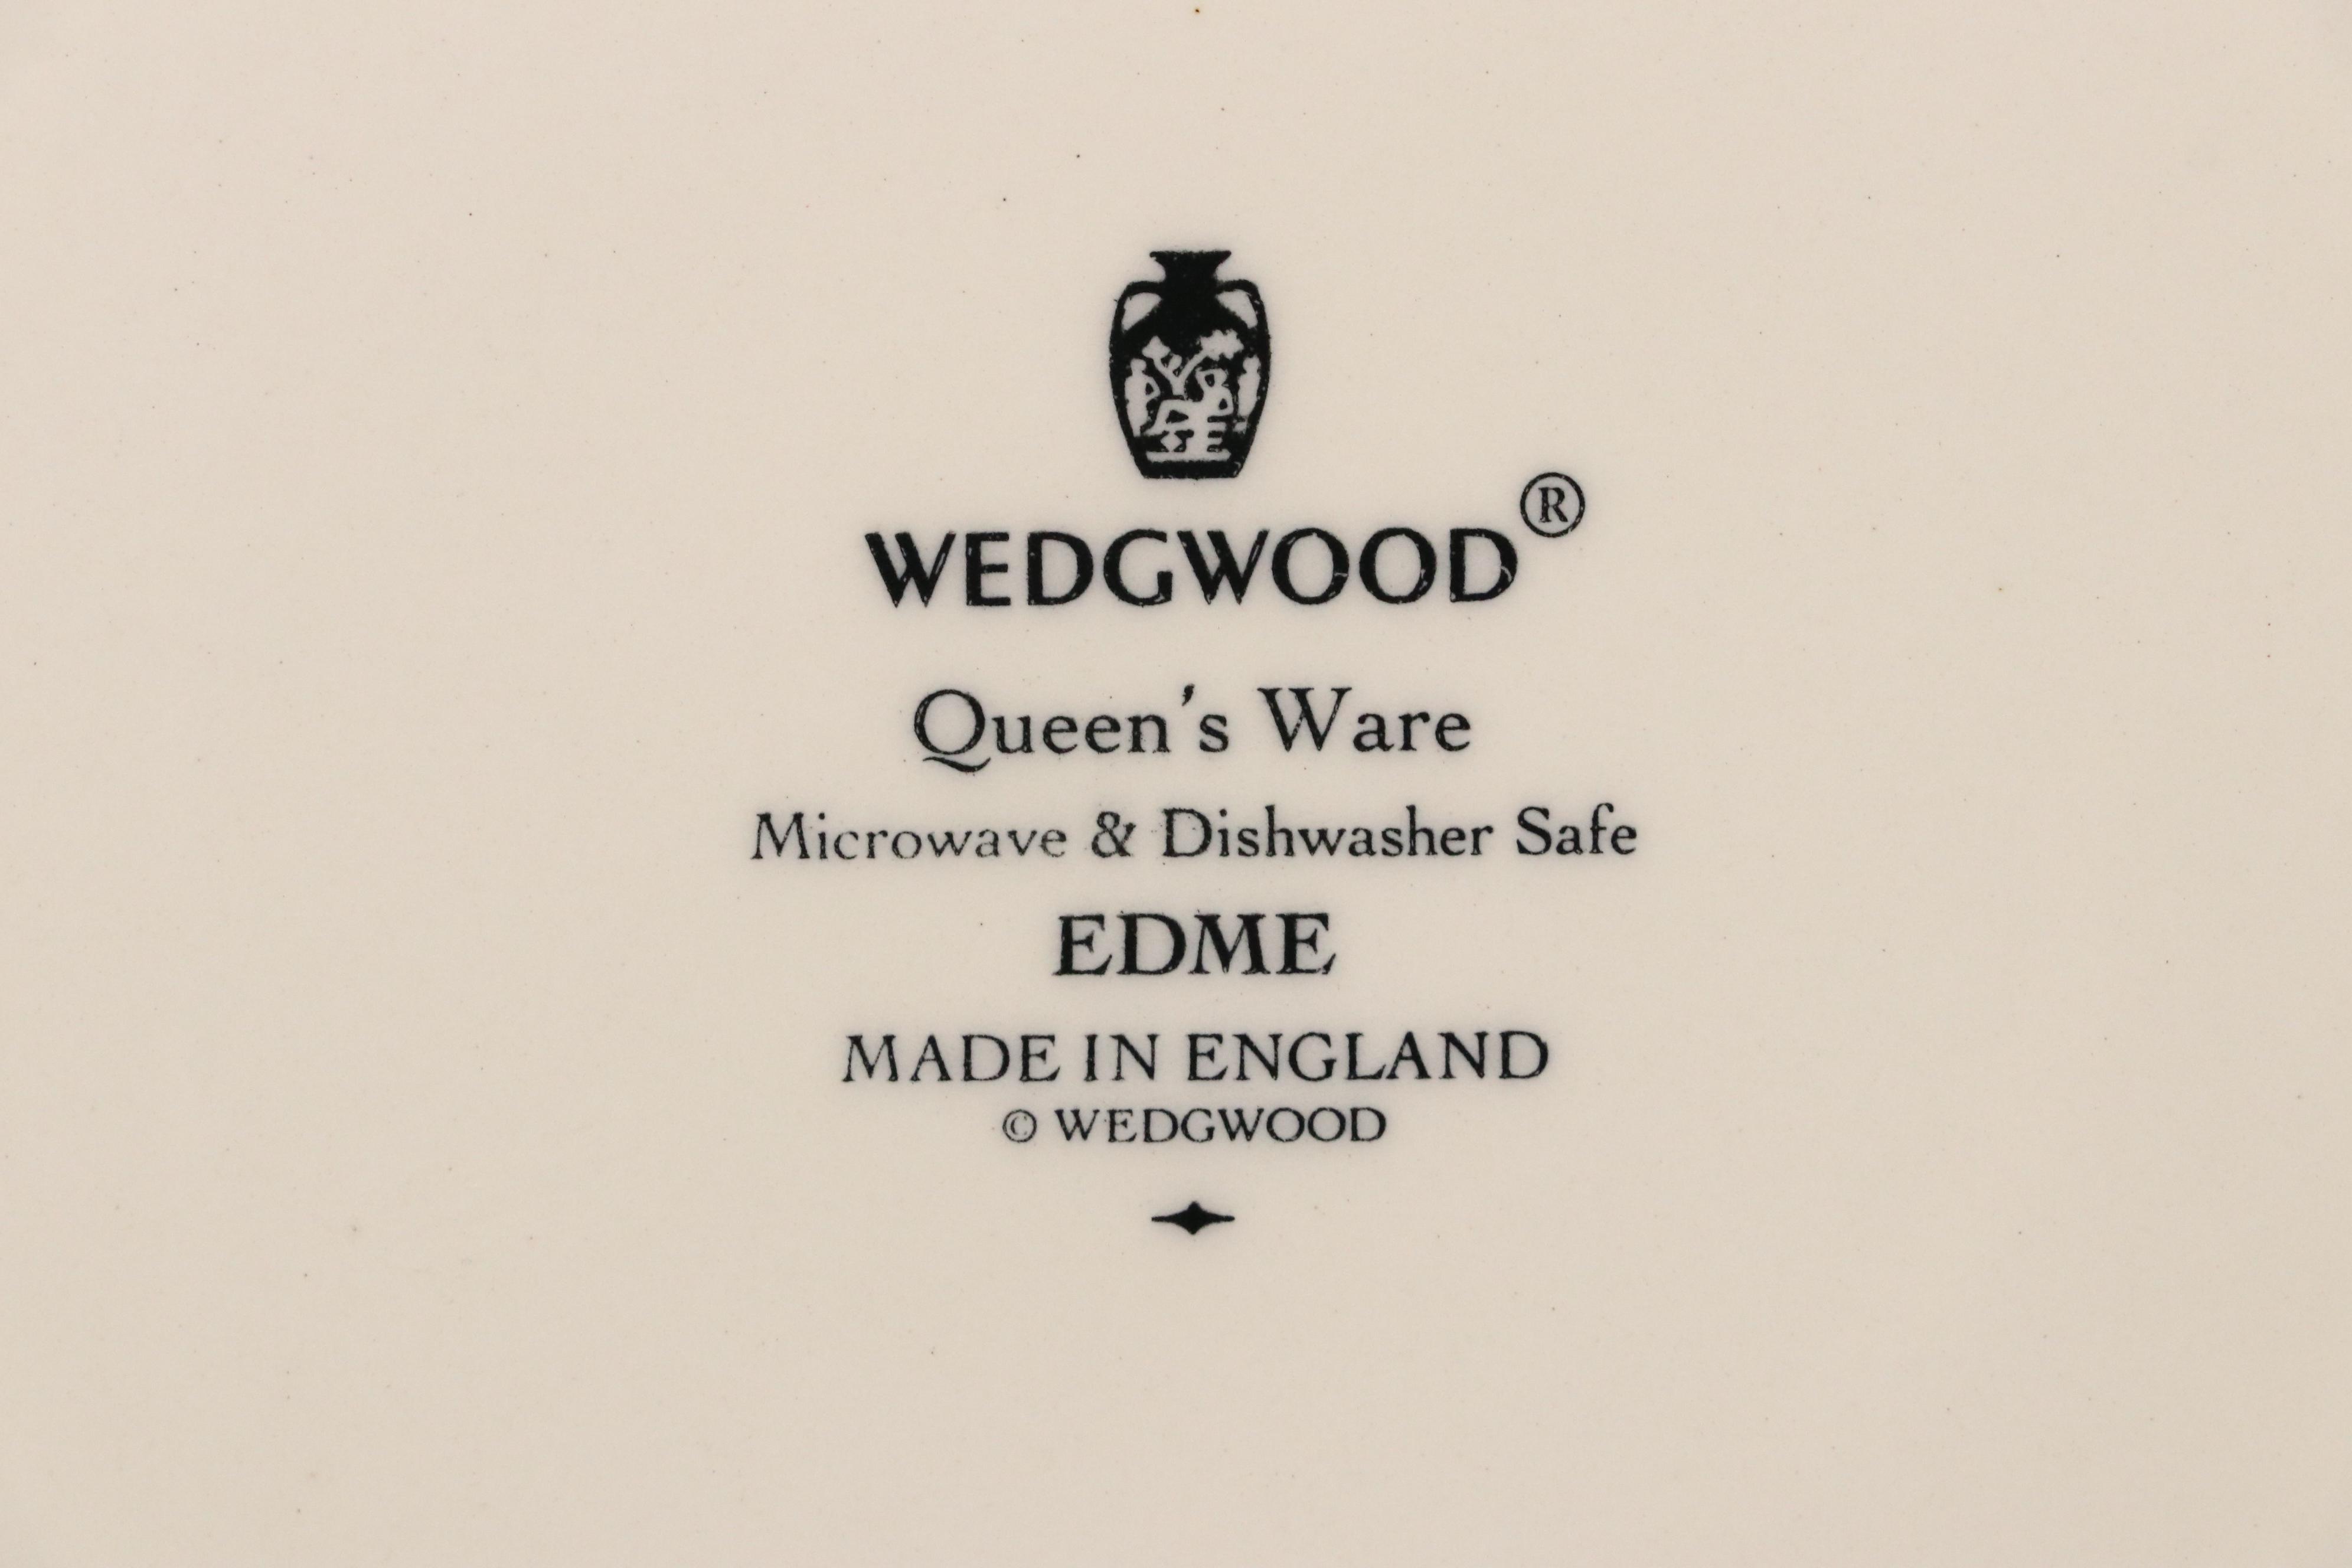 WEDGWOOD®
Queen's Ware
Microwave & Dishwasher Safe
EDME
MADE IN ENGLAND
© WEDGWOOD